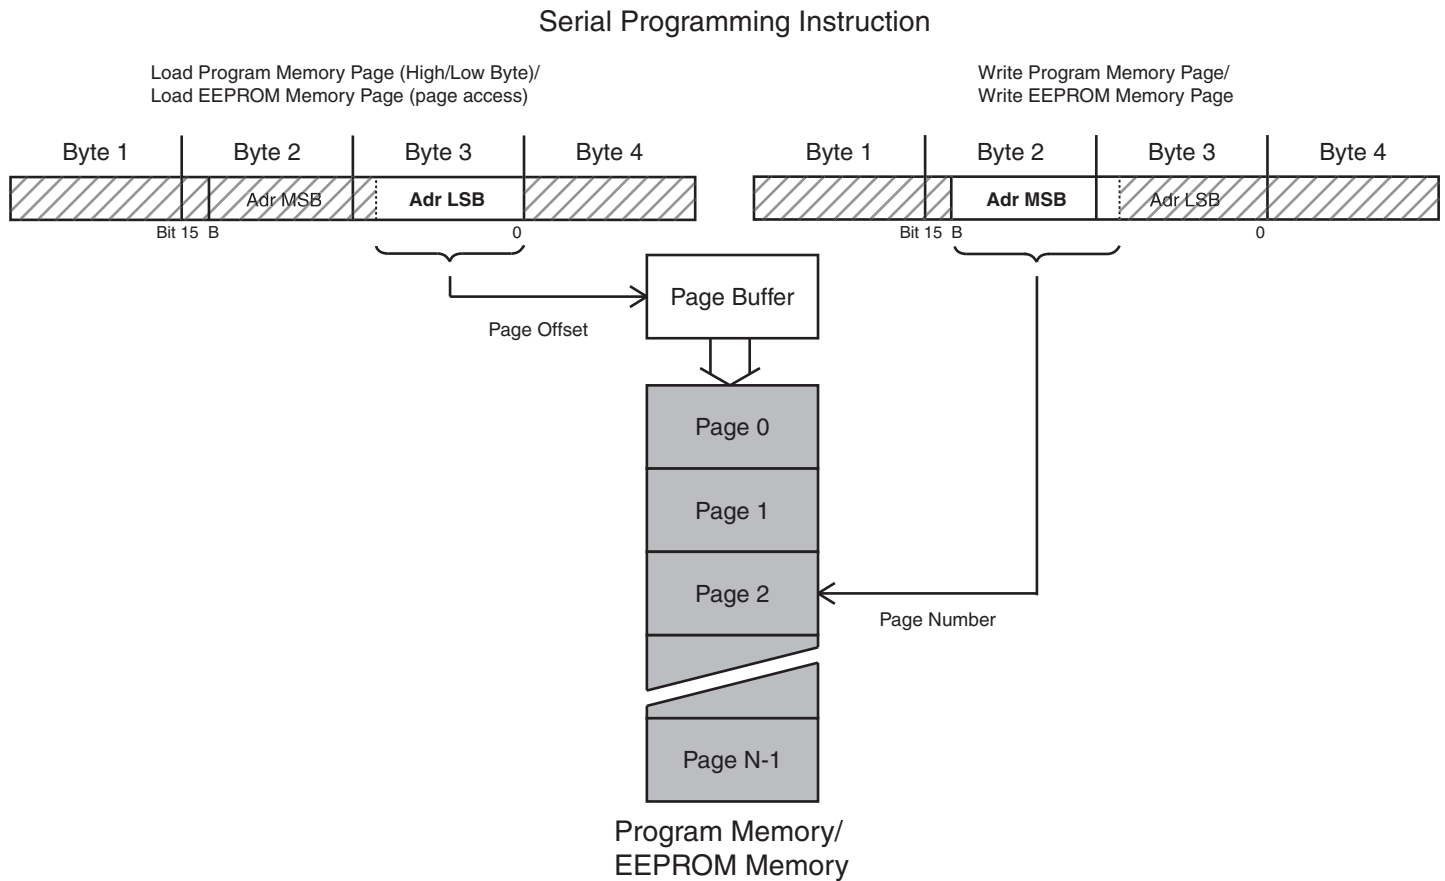 Serial Programming Instruction
Load Program Memory Page (High/Low Byte)/
Load EEPROM Memory Page (page access)
Write Program Memory Page/
Write EEPROM Memory Page
Byte 1 Byte 2 Byte 3 Byte 4
Adr MSB Adr LSB
Bit 15 B 0
Byte 1 Byte 2 Byte 3 Byte 4
Adr MSB Adr LSB
Bit 15 B 0
Page Buffer
Page Offset
Page 0
Page 1
Page 2
Page Number
Page N-1
Program Memory/
EEPROM Memory